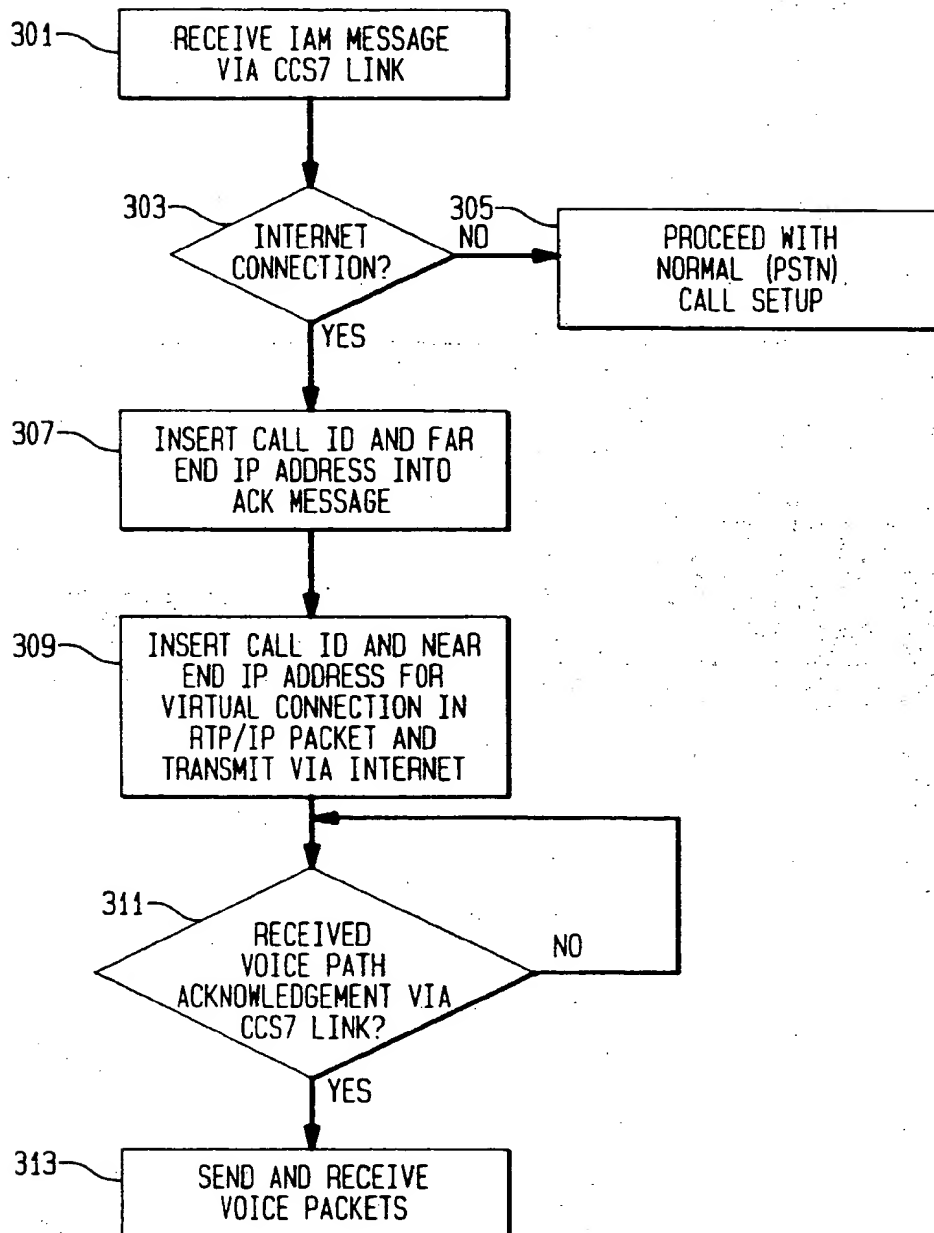 301
RECEIVE IAM MESSAGE
VIA CCS7 LINK
303
INTERNET
CONNECTION?
NO
305
PROCEED WITH
NORMAL (PSTN)
CALL SETUP
YES
307
INSERT CALL ID AND FAR
END IP ADDRESS INTO
ACK MESSAGE
309
INSERT CALL ID AND NEAR
END IP ADDRESS FOR
VIRTUAL CONNECTION IN
RTP/IP PACKET AND
TRANSMIT VIA INTERNET
311
RECEIVED
VOICE PATH
ACKNOWLEDGEMENT VIA
CCS7 LINK?
NO
YES
313
SEND AND RECEIVE
VOICE PACKETS